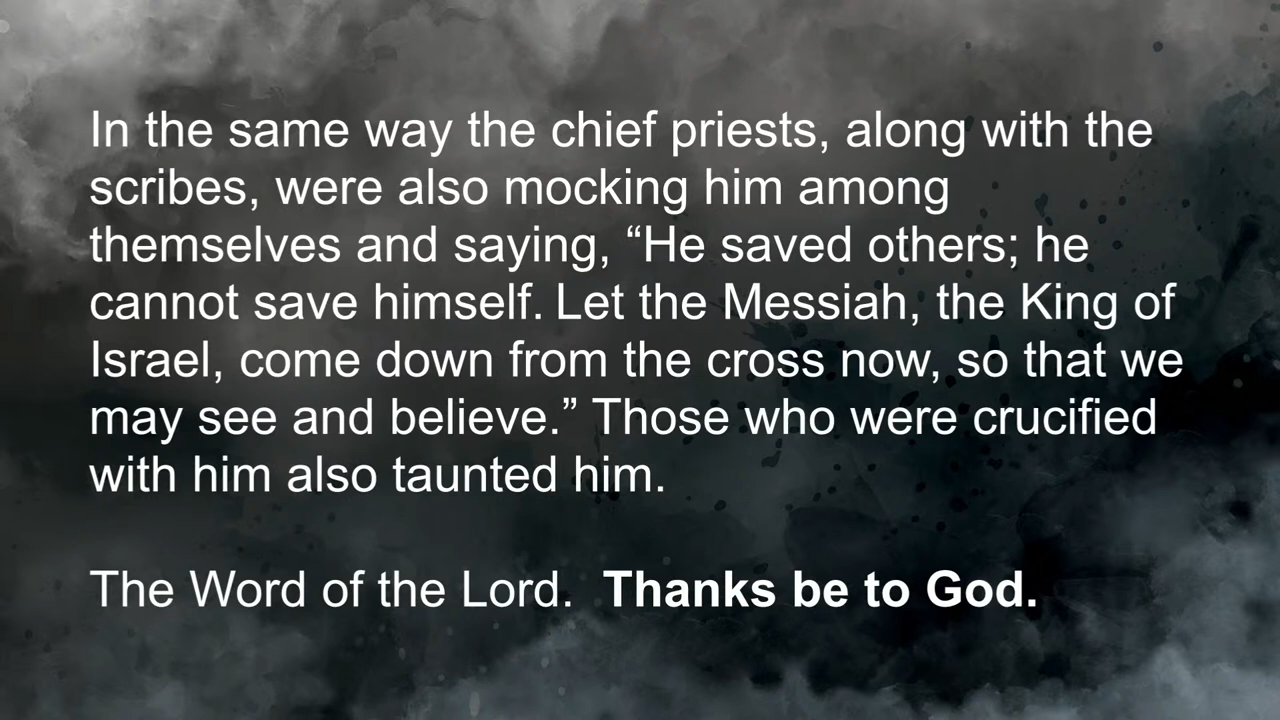 In the same way the chief priests, along with the
scribes, were also mocking him among
themselves and saying, “He saved others; he
cannot save himself. Let the Messiah, the King of
Israel, come down from the cross now, so that we
may see and believe.” Those who were crucified
with him also taunted him.
The Word of the Lord.  Thanks be to God.